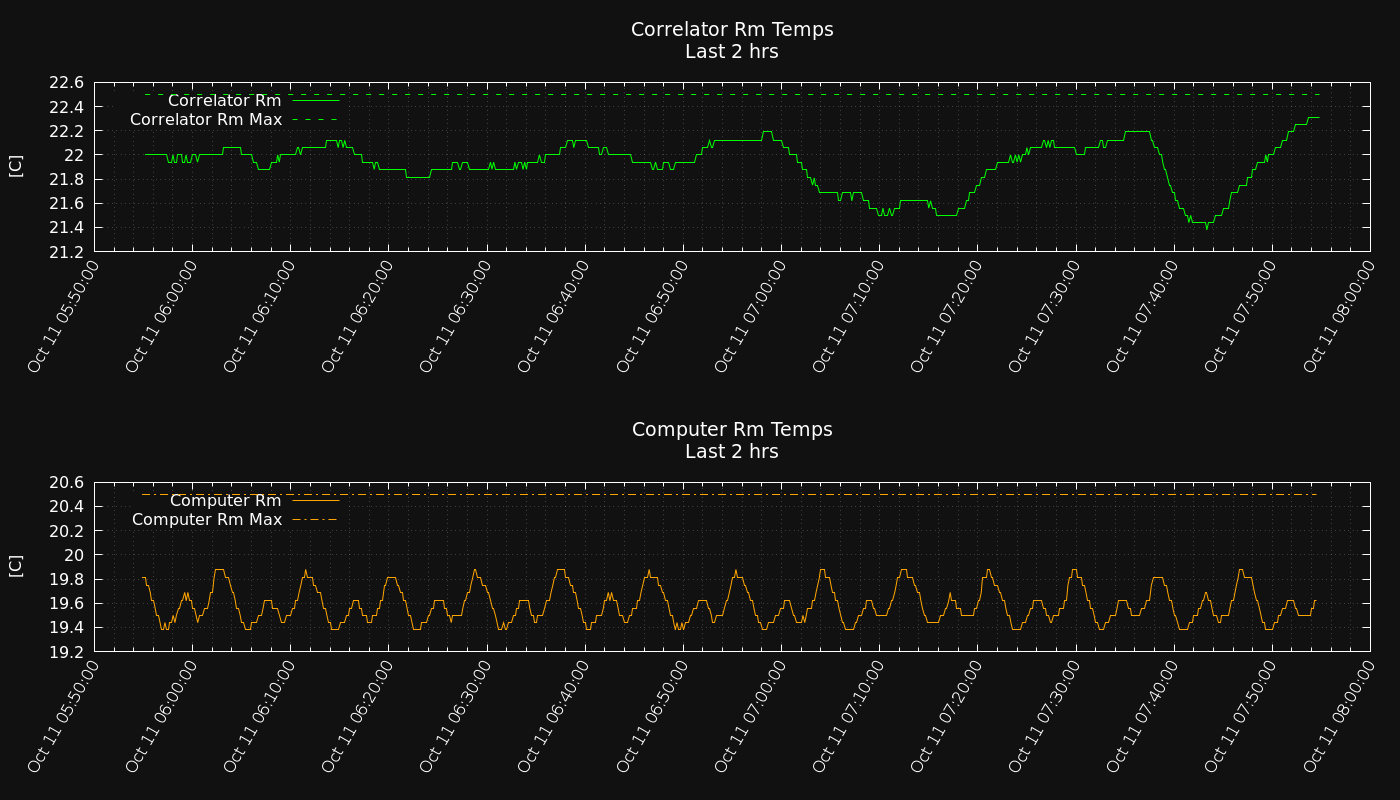 Correlator Rm Temps
Last 2 hrs
22.6
22.4
22.2
22
21.8
21.6
21.4
21.2
[C]
Correlator Rm
Correlator Rm Max
Oct 11 05:50:00
Oct 11 06:00:00
Oct 11 06:10:00
Oct 11 06:20:00
Oct 11 06:30:00
Oct 11 06:40:00
Oct 11 06:50:00
Oct 11 07:00:00
Oct 11 07:10:00
Oct 11 07:20:00
Oct 11 07:30:00
Oct 11 07:40:00
Oct 11 07:50:00
Oct 11 08:00:00
Computer Rm Temps
Last 2 hrs
20.6
20.4
20.2
20
19.8
19.6
19.4
19.2
[C]
Computer Rm
Computer Rm Max
Oct 11 05:50:00
Oct 11 06:00:00
Oct 11 06:10:00
Oct 11 06:20:00
Oct 11 06:30:00
Oct 11 06:40:00
Oct 11 06:50:00
Oct 11 07:00:00
Oct 11 07:10:00
Oct 11 07:20:00
Oct 11 07:30:00
Oct 11 07:40:00
Oct 11 07:50:00
Oct 11 08:00:00